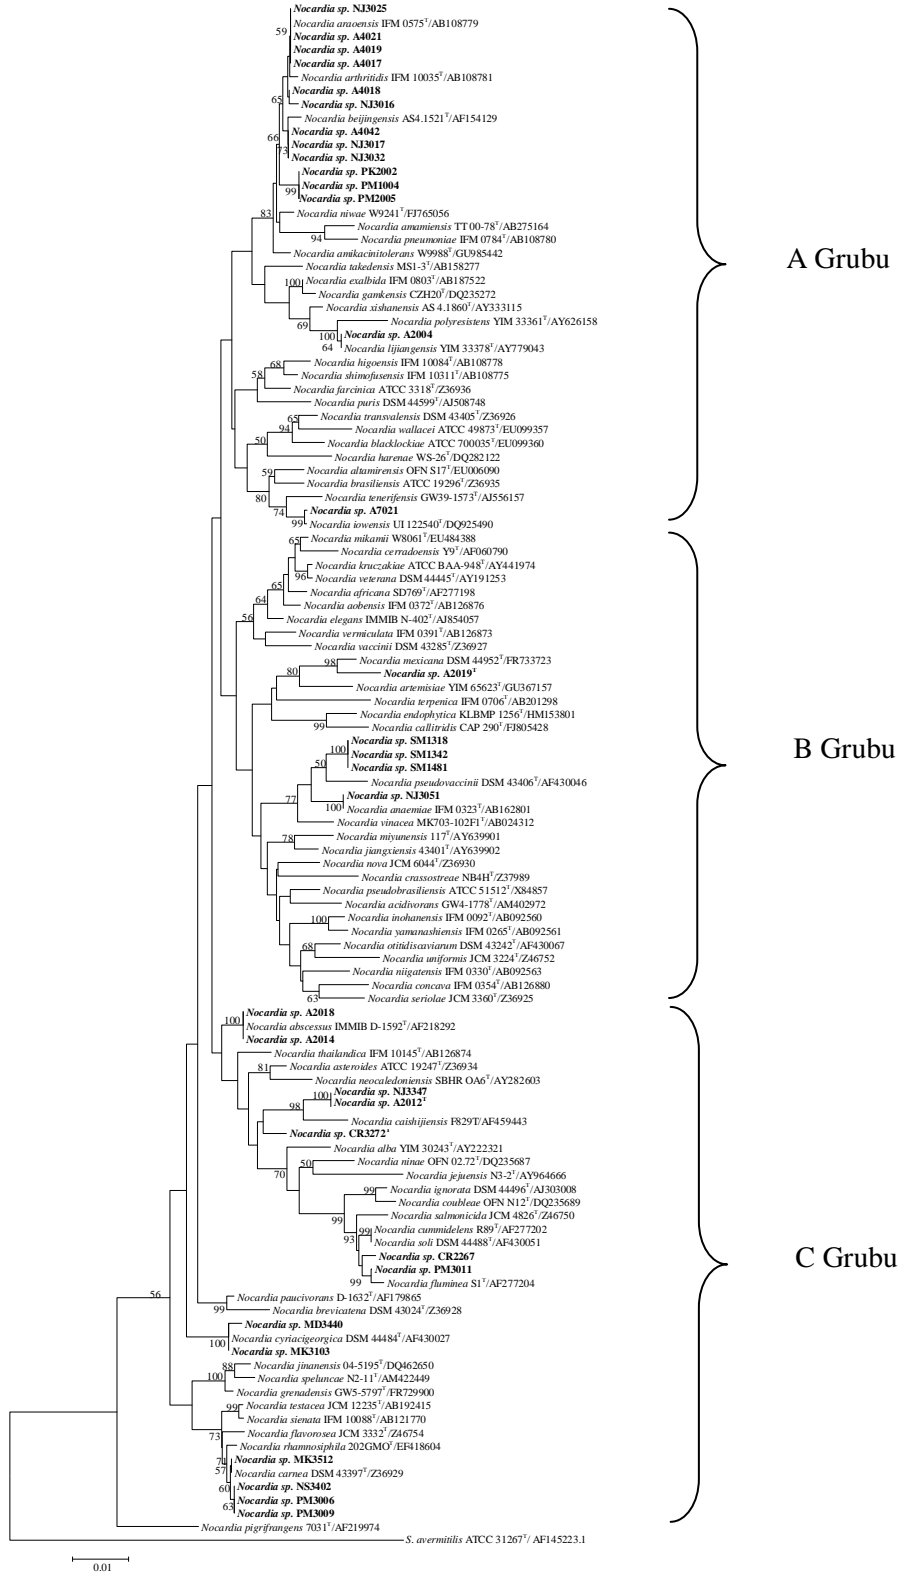 Nocardia sp. NJ3025
Nocardia araoensis IFM 0575T/AB108779
59
Nocardia sp. A4021
Nocardia sp. A4019
Nocardia sp. A4017
Nocardia arthritidis IFM 10035T/AB108781
Nocardia sp. A4018
65
Nocardia sp. NJ3016
Nocardia beijingensis AS4.1521T/AF154129
Nocardia sp. A4042
66
Nocardia sp. NJ3017
73
Nocardia sp. NJ3032
Nocardia sp. PK2002
Nocardia sp. PM1004
99
Nocardia sp. PM2005
Nocardia niwae W9241T/FJ765056
83
Nocardia amamiensis TT 00-78T/AB275164
Nocardia pneumoniae IFM 0784T/AB108780
94
Nocardia amikacinitolerans W9988T/GU985442
A Grubu
Nocardia takedensis MS1-3T/AB158277
Nocardia exalbida IFM 0803T/AB187522
100
Nocardia gamkensis CZH20T/DQ235272
Nocardia xishanensis AS 4.1860T/AY333115
Nocardia polyresistens YIM 33361T/AY626158
69
Nocardia sp. A2004
100
Nocardia lijiangensis YIM 33378T/AY779043
64
Nocardia higoensis IFM 10084T/AB108778
68
Nocardia shimofusensis IFM 10311T/AB108775
58
Nocardia farcinica ATCC 3318T/Z36936
Nocardia puris DSM 44599T/AJ508748
Nocardia transvalensis DSM 43405T/Z36926
65
Nocardia wallacei ATCC 49873T/EU099357
94
Nocardia blacklockiae ATCC 700035T/EU099360
50
Nocardia harenae WS-26T/DQ282122
Nocardia altamirensis OFN S17T/EU006090
59
Nocardia brasiliensis ATCC 19296T/Z36935
80
Nocardia tenerifensis GW39-1573T/AJ556157
Nocardia sp. A7021
74
Nocardia iowensis UI 122540T/DQ925490
99
Nocardia mikamii W8061T/EU484388
65
Nocardia cerradoensis Y9T/AF060790
Nocardia kruczakiae ATCC BAA-948T/AY441974
Nocardia veterana DSM 44445T/AY191253
96
Nocardia africana SD769T/AF277198
65
Nocardia aobensis IFM 0372T/AB126876
64
Nocardia elegans IMMIB N-402T/AJ854057
56
Nocardia vermiculata IFM 0391T/AB126873
Nocardia vaccinii DSM 43285T/Z36927
Nocardia mexicana DSM 44952T/FR733723
98
Nocardia sp. A2019T
80
Nocardia artemisiae YIM 65623T/GU367157
Nocardia terpenica IFM 0706T/AB201298
Nocardia endophytica KLBMP 1256T/HM153801
Nocardia callitridis CAP 290T/FJ805428
99
Nocardia sp. SM1318
100
Nocardia sp. SM1342
B Grubu
Nocardia sp. SM1481
50
Nocardia pseudovaccinii DSM 43406T/AF430046
Nocardia sp. NJ3051
77
Nocardia anaemiae IFM 0323T/AB162801
100
Nocardia vinacea MK703-102F1T/AB024312
Nocardia miyunensis 117T/AY639901
78
Nocardia jiangxiensis 43401T/AY639902
Nocardia nova JCM 6044T/Z36930
Nocardia crassostreae NB4HT/Z37989
Nocardia pseudobrasiliensis ATCC 51512T/X84857
Nocardia acidivorans GW4-1778T/AM402972
Nocardia inohanensis IFM 0092T/AB092560
100
Nocardia yamanashiensis IFM 0265T/AB092561
Nocardia otitidiscaviarum DSM 43242T/AF430067
68
Nocardia uniformis JCM 3224T/Z46752
Nocardia niigatensis IFM 0330T/AB092563
Nocardia concava IFM 0354T/AB126880
Nocardia seriolae JCM 3360T/Z36925
63
Nocardia sp. A2018
100
Nocardia abscessus IMMIB D-1592T/AF218292
Nocardia sp. A2014
Nocardia thailandica IFM 10145T/AB126874
Nocardia asteroides ATCC 19247T/Z36934
81
Nocardia neocaledoniensis SBHR OA6T/AY282603
Nocardia sp. NJ3347
100
Nocardia sp. A2012T
98
Nocardia caishijiensis F829T/AF459443
Nocardia sp. CR3272T
Nocardia alba YIM 30243T/AY222321
Nocardia ninae OFN 02.72T/DQ235687
50
Nocardia jejuensis N3-2T/AY964666
70
Nocardia ignorata DSM 44496T/AJ303008
99
Nocardia coubleae OFN N12T/DQ235689
Nocardia salmonicida JCM 4826T/Z46750
99
Nocardia cummidelens R89T/AF277202
99
Nocardia soli DSM 44488T/AF430051
93
Nocardia sp. CR2267
C Grubu
Nocardia sp. PM3011
Nocardia fluminea S1T/AF277204
99
Nocardia paucivorans D-1632T/AF179865
56
Nocardia brevicatena DSM 43024T/Z36928
99
Nocardia sp. MD3440
Nocardia cyriacigeorgica DSM 44484T/AF430027
100
Nocardia sp. MK3103
Nocardia jinanensis 04-5195T/DQ462650
88
Nocardia speluncae N2-11T/AM422449
100
Nocardia grenadensis GW5-5797T/FR729900
Nocardia testacea JCM 12235T/AB192415
99
Nocardia sienata IFM 10088T/AB121770
Nocardia flavorosea JCM 3332T/Z46754
73
Nocardia rhamnosiphila 202GMOT/EF418604
Nocardia sp. MK3512
71
Nocardia carnea DSM 43397T/Z36929
57
Nocardia sp. NS3402
60
Nocardia sp. PM3006
63
Nocardia sp. PM3009
Nocardia pigrifrangens 7031T/AF219974
S. avermitilis ATCC 31267T/ AF145223.1
0.01